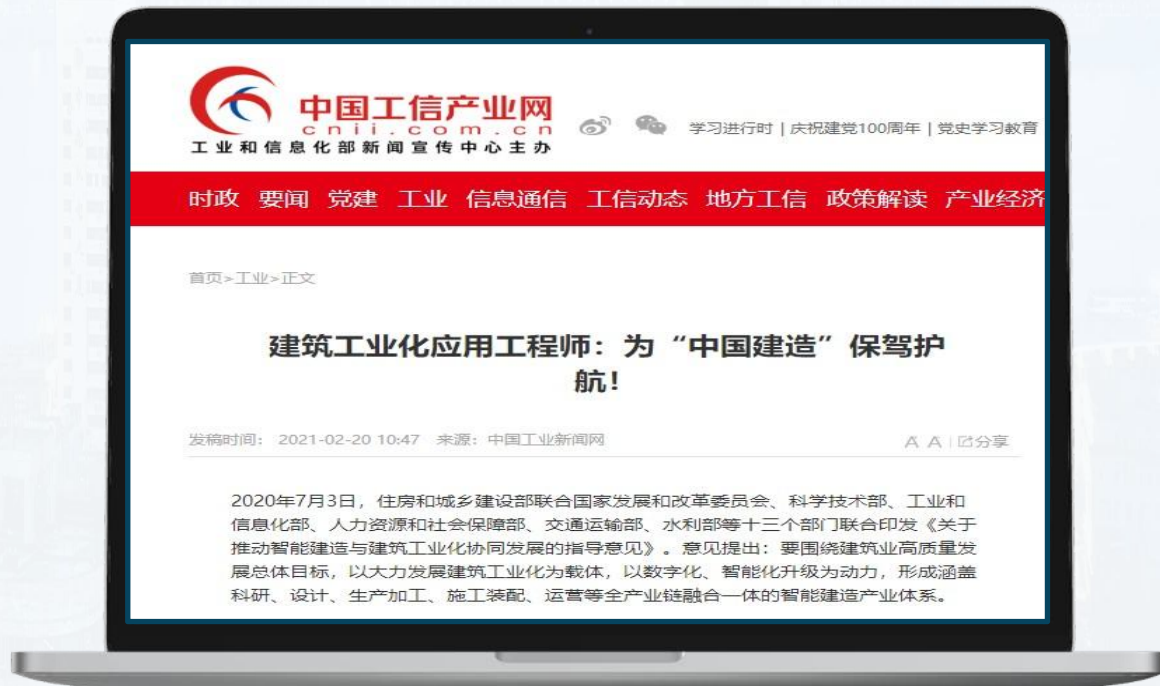 中国工信产业网
cnii.com.cn
工业和信息化部新闻宣传中心主办
学习进行时 | 庆祝建党100周年 | 党史学习教育
时政 要闻 党建 工业 信息通信 工信动态 地方工信 政策解读 产业经济
首页>工业>正文
建筑工业化应用工程师：为“中国建造”保驾护
航！
发稿时间： 2021-02-20 10:47 来源：中国工业新闻网 A A | 分享
2020年7月3日，住房和城乡建设部联合国家发展和改革委员会、科学技术部、工业和
信息化部、人力资源和社会保障部、交通运输部、水利部等十三个部门联合印发《关于
推动智能建造与建筑工业化协同发展的指导意见》。意见提出：要围绕建筑业高质量发
展总体目标，以大力发展建筑工业化为载体，以数字化、智能化升级为动力，形成涵盖
科研、设计、生产加工、施工装配、运营等全产业链融合一体的智能建造产业体系。